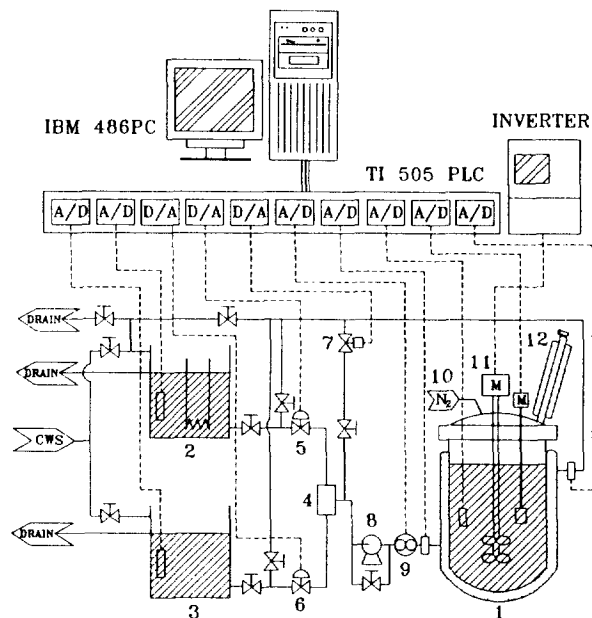 IBM 486PC
INVERTER
TI 505 PLC
A/D A/D D/A D/A D/A A/D A/D A/D A/D A/D
DRAIN
DRAIN
CWS
DRAIN
7
10
11
12
N₂
M
M
2
5
4
8
9
3
6
1